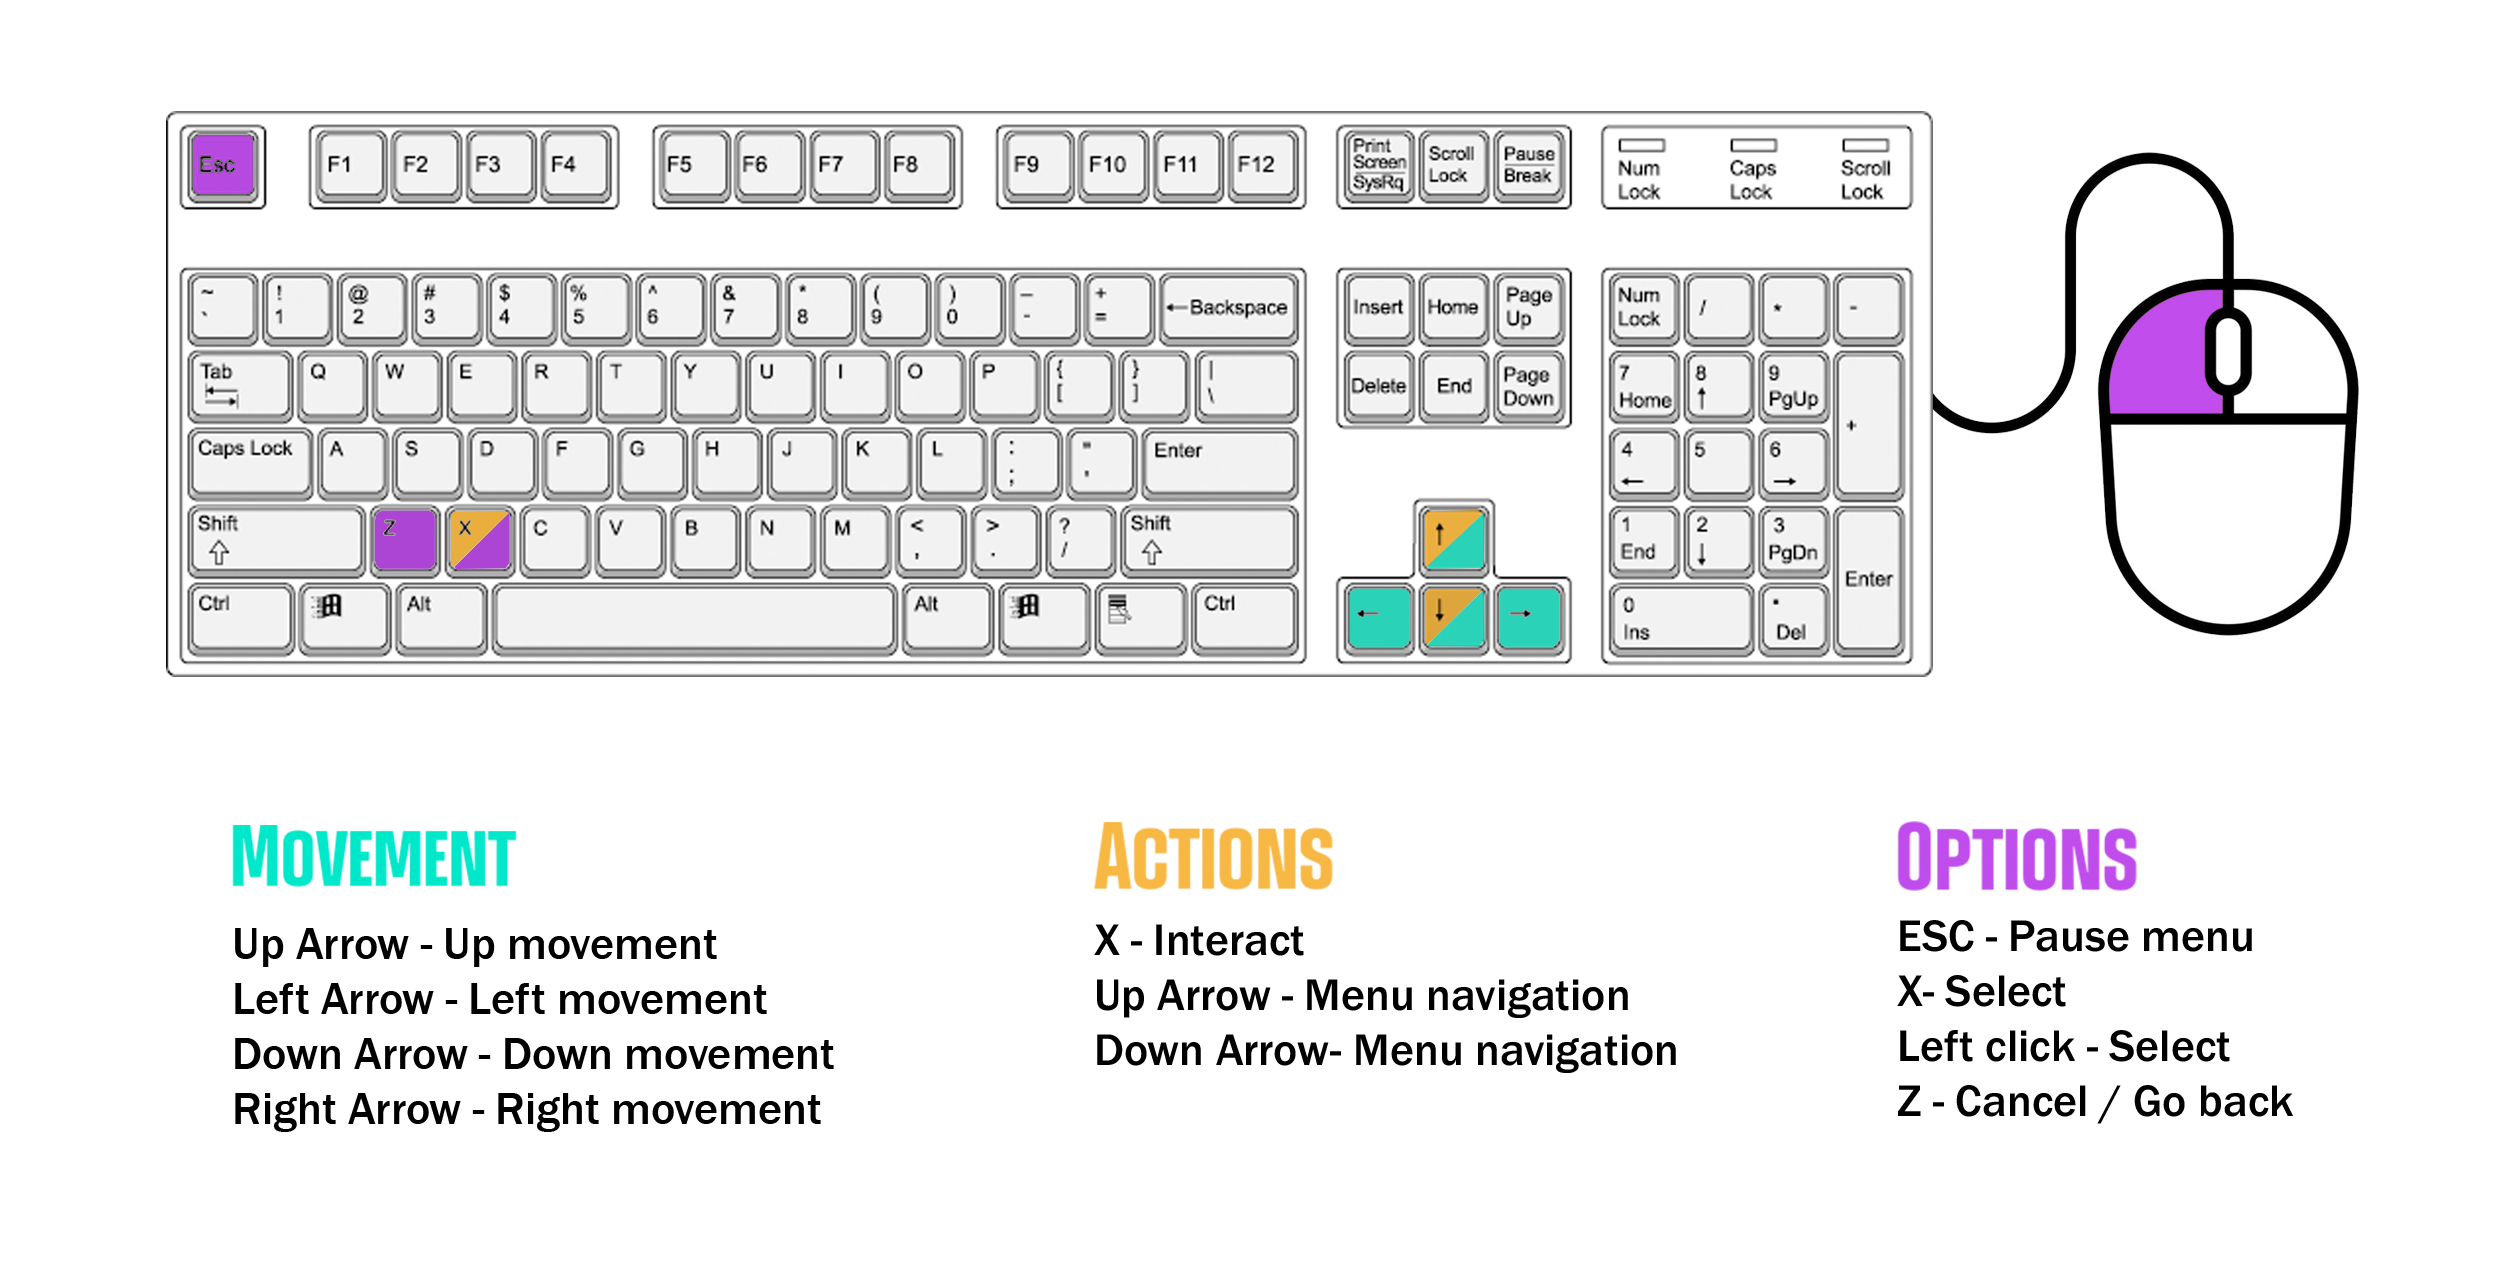 Esc F1 F2 F3 F4 F5 F6 F7 F8 F9 F10 F11 F12
Print
Screen
SysRq
Scroll
Lock
Pause
Break
Num
Lock
Caps
Lock
Scroll
Lock
~ ! @ # $ % ^ & * ( ) _ +
` 1 2 3 4 5 6 7 8 9 0 - = ←Backspace
Insert Home Page
Up
Num
Lock
/ * -
Tab Q W E R T Y U I O P { } |
[ ] \
Delete End Page
Down
7 8 9
Home ↑ PgUp +
Caps Lock A S D F G H J K L : " Enter
; '
4 5 6
← →
Shift Z X C V B N M < > ? Shift
⇧ , . / ⇧
↑
1 2 3
End ↓ PgDn
Enter
Ctrl Alt Alt Ctrl
← ↓ →
0 .
Ins Del
MOVEMENT
Up Arrow - Up movement
Left Arrow - Left movement
Down Arrow - Down movement
Right Arrow - Right movement
ACTIONS
X - Interact
Up Arrow - Menu navigation
Down Arrow- Menu navigation
OPTIONS
ESC - Pause menu
X- Select
Left click - Select
Z - Cancel / Go back